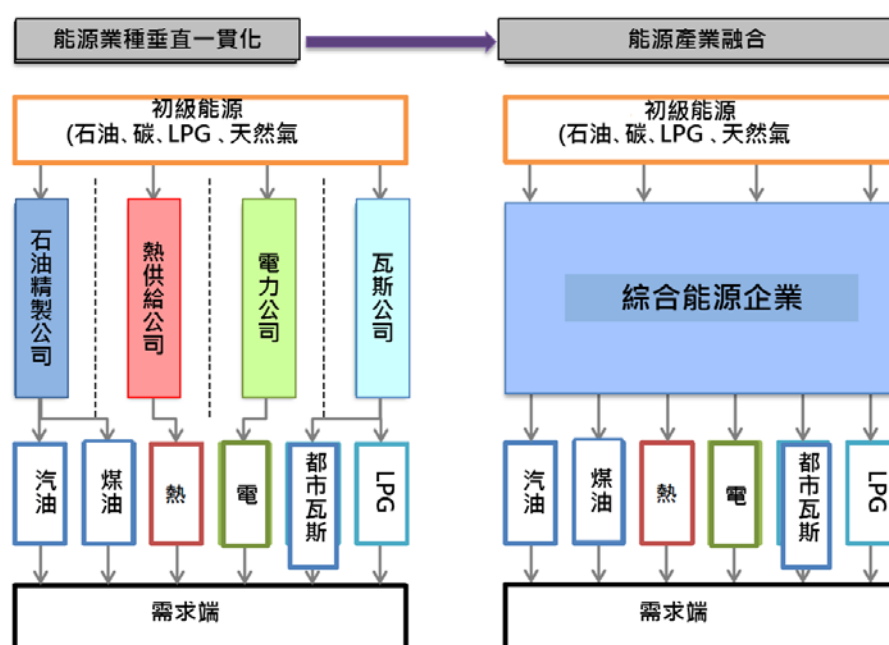 能源業種垂直一貫化
能源產業融合
初級能源
(石油、碳、LPG、天然氣
石油精製公司
熱供給公司
電力公司
瓦斯公司
汽油
煤油
熱
電
都市瓦斯
LPG
需求端
初級能源
(石油、碳、LPG、天然氣
綜合能源企業
汽油
煤油
熱
電
都市瓦斯
LPG
需求端